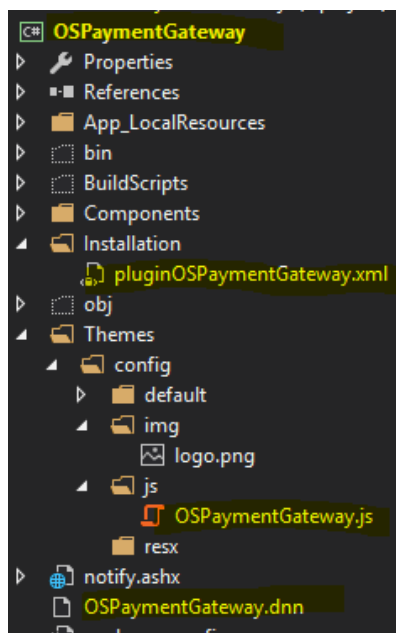 C# OSPaymentGateway
Properties
References
App_LocalResources
bin
BuildScripts
Components
Installation
pluginOSPaymentGateway.xml
obj
Themes
config
default
img
logo.png
js
OSPaymentGateway.js
resx
notify.ashx
OSPaymentGateway.dnn